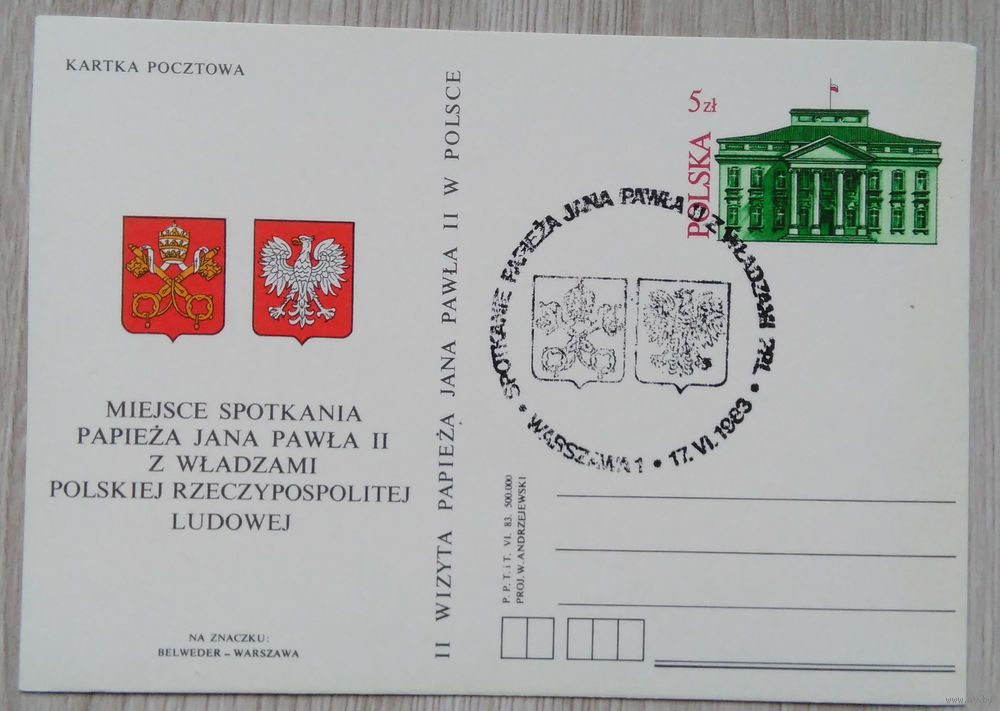 KARTKA POCZTOWA
MIEJSCE SPOTKANIA
PAPIEŻA JANA PAWŁA II
Z WŁADZAMI
POLSKIEJ RZECZYPOSPOLITEJ
LUDOWEJ
NA ZNACZKU:
BELWEDER – WARSZAWA
II WIZYTA PAPIEŻA JANA PAWŁA II W POLSCE
5 zł
POLSKA
SPOTKANIE PAPIEŻA JANA PAWŁA II Z WŁADZAMI PRL
• WARSZAWA 1 • 17. VI. 1983 •
P. P. T. i T. VI. 83. 500.000
PROJ. W. ANDRZEJEWSKI